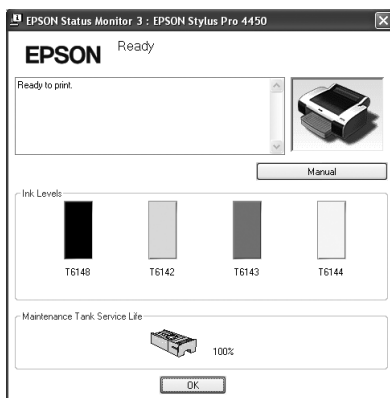 EPSON Status Monitor 3 : EPSON Stylus Pro 4450
EPSON
Ready
Ready to print.
Manual
Ink Levels
T6148 T6142 T6143 T6144
Maintenance Tank Service Life
100%
OK